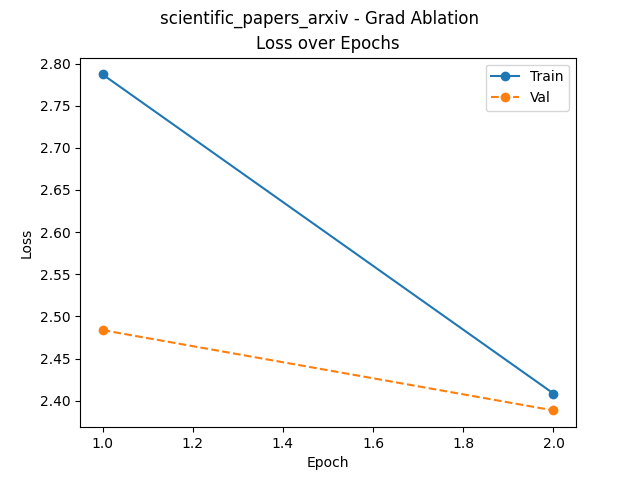 scientific_papers_arxiv - Grad Ablation
Loss over Epochs
Train
Val
2.80
2.75
2.70
2.65
2.60
2.55
2.50
2.45
2.40
Loss
1.0 1.2 1.4 1.6 1.8 2.0
Epoch